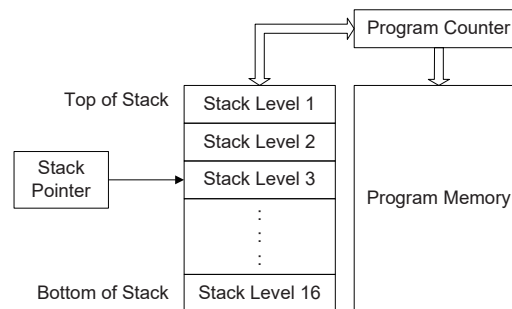 Program Counter
Top of Stack
Stack Level 1
Stack Level 2
Stack
Pointer
Stack Level 3
Program Memory
:
:
:
Bottom of Stack
Stack Level 16